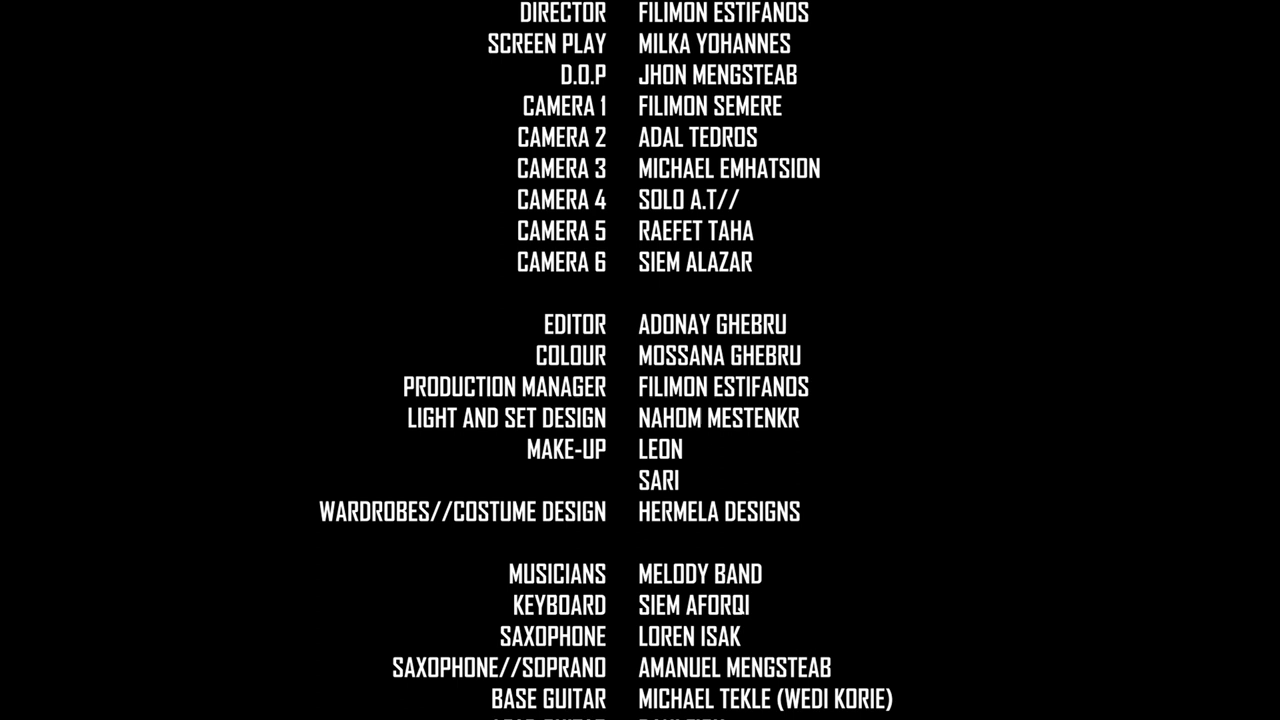 DIRECTOR FILIMON ESTIFANOS
SCREEN PLAY MILKA YOHANNES
D.O.P JHON MENGSTEAB
CAMERA 1 FILIMON SEMERE
CAMERA 2 ADAL TEDROS
CAMERA 3 MICHAEL EMHATSION
CAMERA 4 SOLO A.T//
CAMERA 5 RAEFET TAHA
CAMERA 6 SIEM ALAZAR
EDITOR ADONAY GHEBRU
COLOUR MOSSANA GHEBRU
PRODUCTION MANAGER FILIMON ESTIFANOS
LIGHT AND SET DESIGN NAHOM MESTENKR
MAKE-UP LEON
SARI
WARDROBES//COSTUME DESIGN HERMELA DESIGNS
MUSICIANS MELODY BAND
KEYBOARD SIEM AFORQI
SAXOPHONE LOREN ISAK
SAXOPHONE//SOPRANO AMANUEL MENGSTEAB
BASE GUITAR MICHAEL TEKLE (WEDI KORIE)